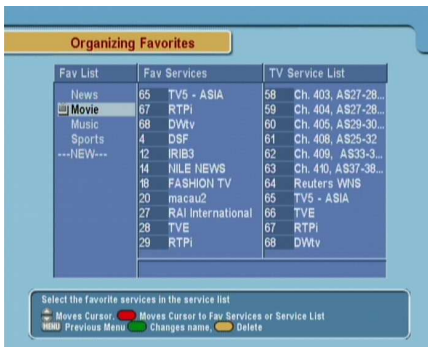 Organizing Favorites
Fav List Fav Services TV Service List
News 65 TV5 - ASIA 58 Ch. 403, AS27-28...
Movie 67 RTPi 59 Ch. 404, AS27-28...
Music 68 DWtv 60 Ch. 405, AS29-30...
Sports 4 DSF 61 Ch. 408, AS25-32
---NEW--- 12 IRIB3 62 Ch. 409, AS33-3...
14 NILE NEWS 63 Ch. 410, AS37-38...
18 FASHION TV 64 Reuters WNS
20 macau2 65 TV5 - ASIA
27 RAI International 66 TVE
28 TVE 67 RTPi
29 RTPi 68 DWtv
Select the favorite services in the service list
Moves Cursor, Moves Cursor to Fav Services or Service List
MENU Previous Menu Changes name, Delete